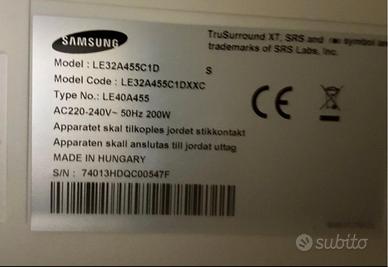 SAMSUNG
TruSurround XT, SRS and symbol are
trademarks of SRS Labs, Inc.
Model : LE32A455C1D S
Model Code : LE32A455C1DXXC
Type No.: LE40A455
AC220-240V~ 50Hz 200W
Apparatet skal tilkoples jordet stikkontakt
Apparaten skall anslutas till jordat uttag
MADE IN HUNGARY
S/N : 74013HDQC00547F
subito